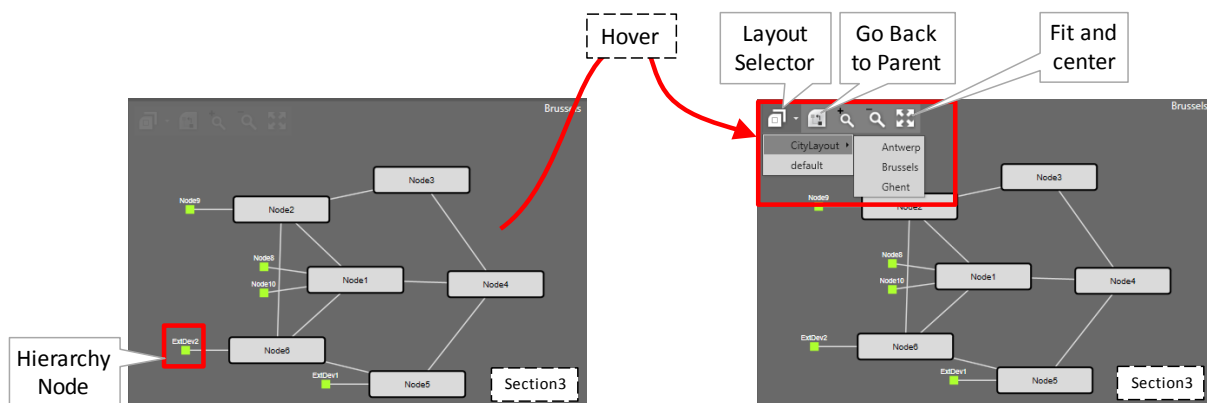 Hover
Layout
Selector
Go Back
to Parent
Fit and
center
Brussels
Node3
Node9
Node2
Node8
Node1
Node10
Node4
ExtDev2
Node6
ExtDev1
Node5
Hierarchy
Node
Section3
Brussels
CityLayout
default
Antwerp
Brussels
Ghent
Node3
Node9
Node2
Node8
Node1
Node10
Node4
ExtDev2
Node6
ExtDev1
Node5
Section3